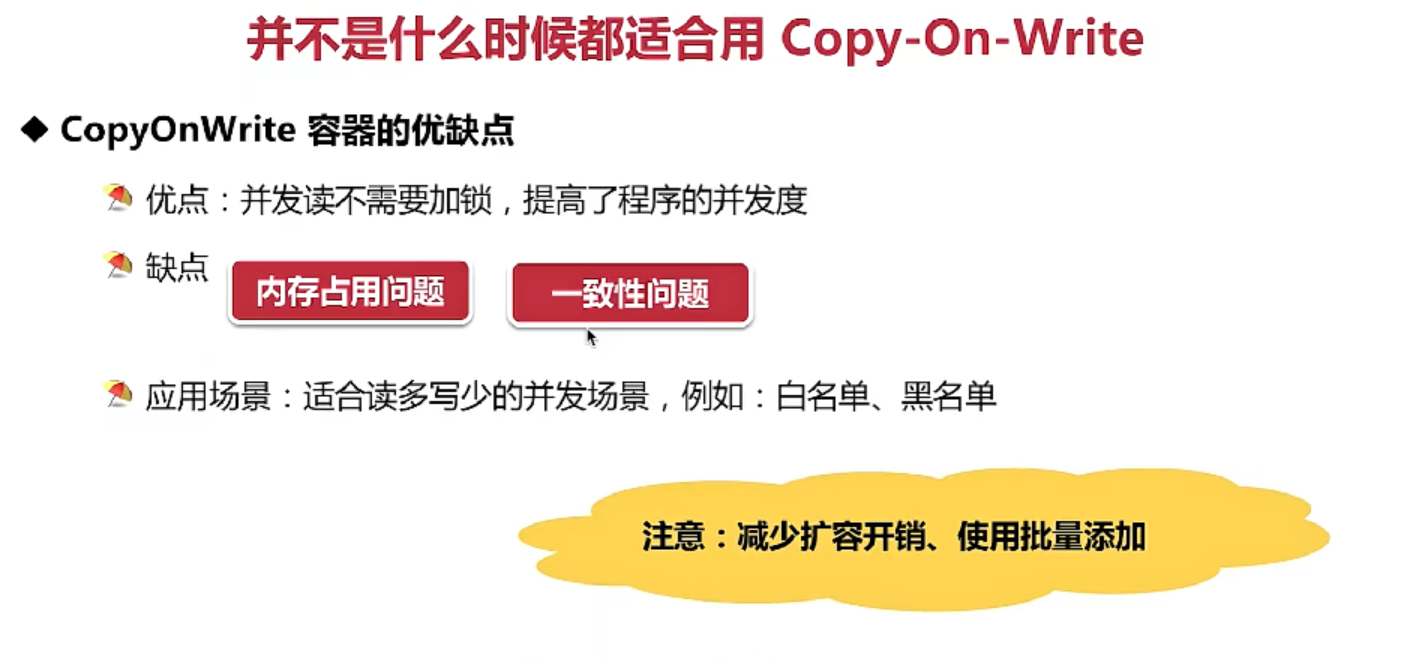 并不是什么时候都适合用 Copy-On-Write
CopyOnWrite 容器的优缺点
优点：并发读不需要加锁，提高了程序的并发度
缺点 内存占用问题 一致性问题
应用场景：适合读多写少的并发场景，例如：白名单、黑名单
注意：减少扩容开销、使用批量添加